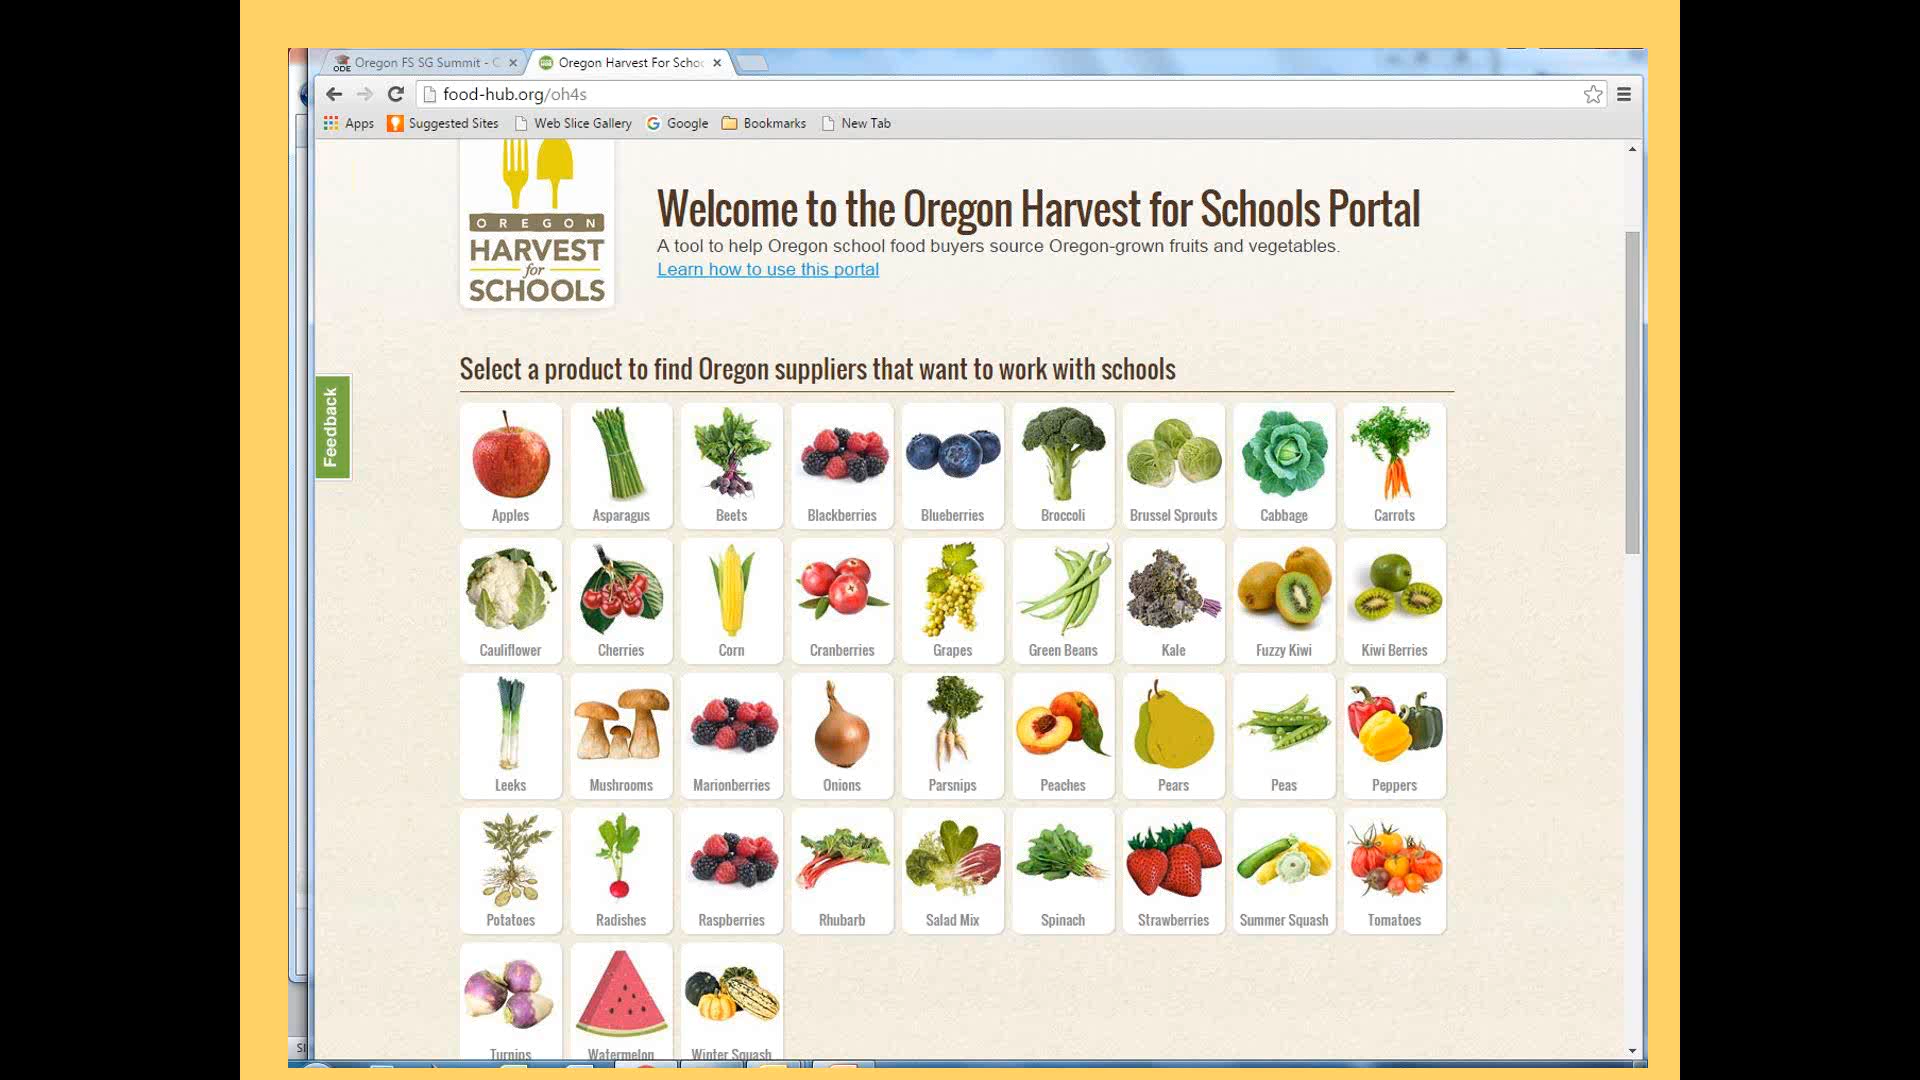 Oregon FS SG Summit - C
Oregon Harvest For Schoo
food-hub.org/oh4s
Apps Suggested Sites Web Slice Gallery Google Bookmarks New Tab
OREGON
HARVEST
for
SCHOOLS
Welcome to the Oregon Harvest for Schools Portal
A tool to help Oregon school food buyers source Oregon-grown fruits and vegetables.
Learn how to use this portal
Feedback
Select a product to find Oregon suppliers that want to work with schools
Apples Asparagus Beets Blackberries Blueberries Broccoli Brussel Sprouts Cabbage Carrots
Cauliflower Cherries Corn Cranberries Grapes Green Beans Kale Fuzzy Kiwi Kiwi Berries
Leeks Mushrooms Marionberries Onions Parsnips Peaches Pears Peas Peppers
Potatoes Radishes Raspberries Rhubarb Salad Mix Spinach Strawberries Summer Squash Tomatoes
Turnips Watermelon Winter Squash